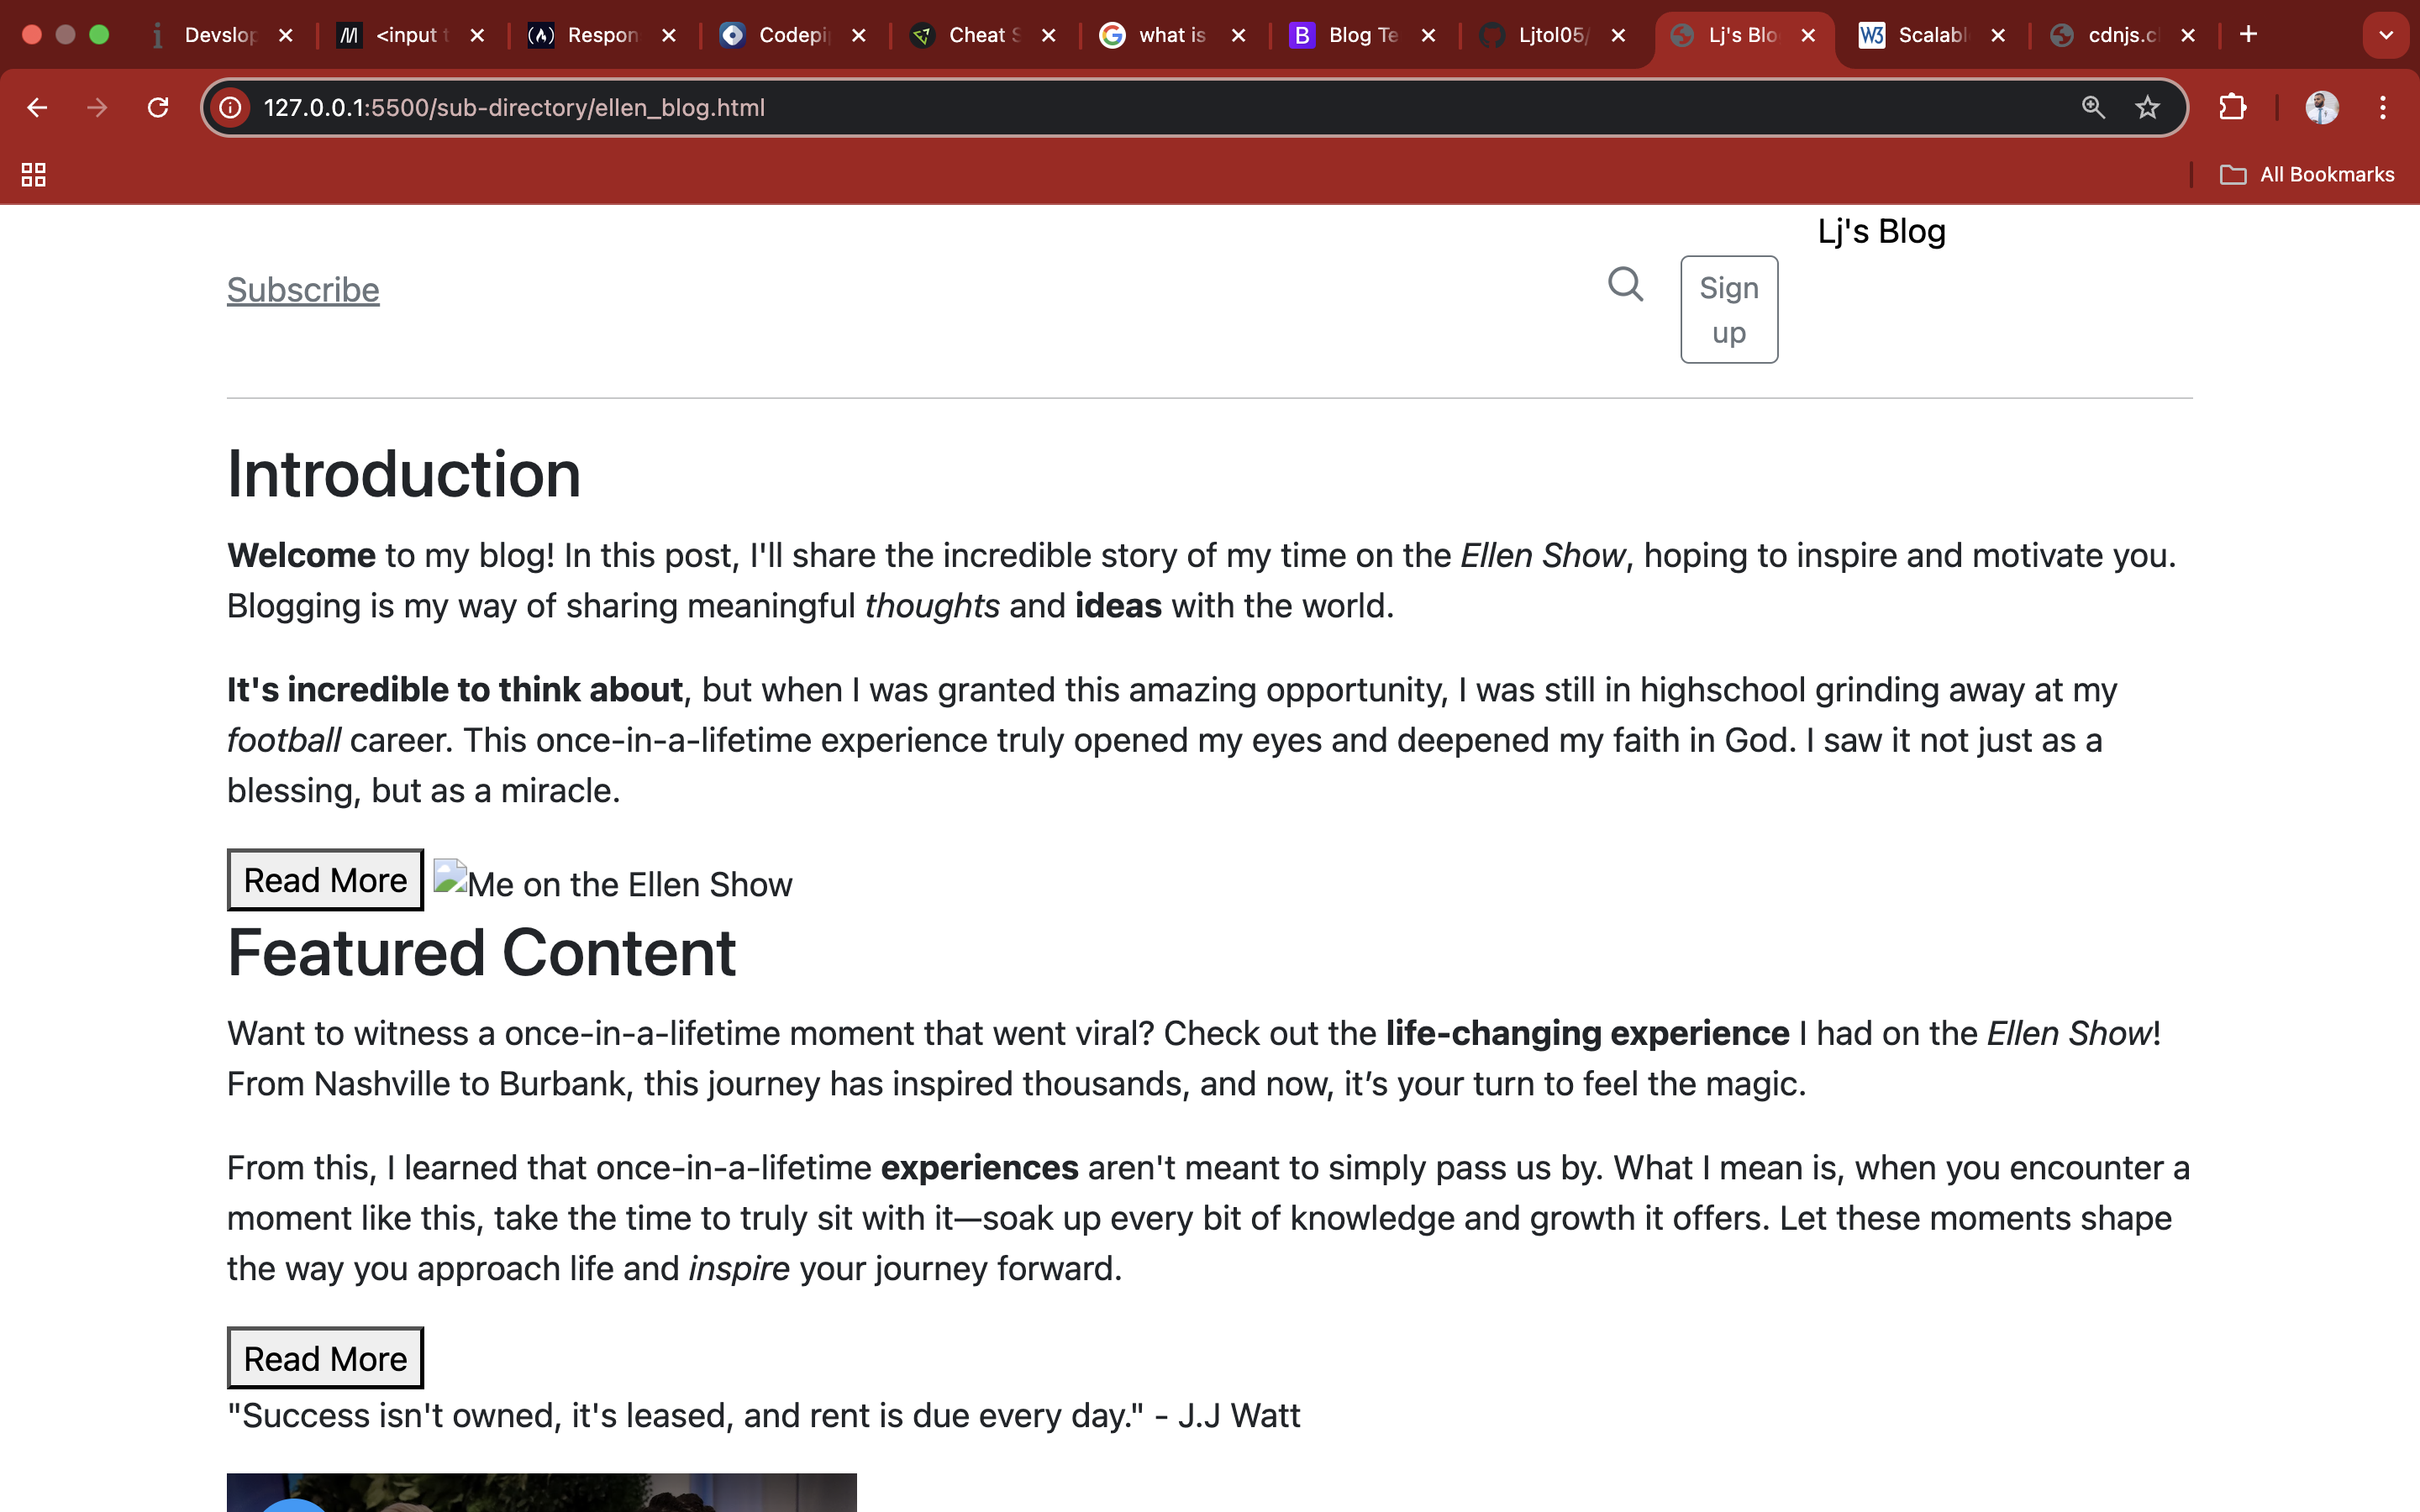 Devslop
<input t
Respon
Codepi
Cheat S
what is
Blog Te
Ljtol05/
Lj's Blo
Scalabl
cdnjs.cl
127.0.0.1:5500/sub-directory/ellen_blog.html
All Bookmarks
Lj's Blog
Subscribe
Sign
up
Introduction
Welcome to my blog! In this post, I'll share the incredible story of my time on the Ellen Show, hoping to inspire and motivate you.
Blogging is my way of sharing meaningful thoughts and ideas with the world.
It's incredible to think about, but when I was granted this amazing opportunity, I was still in highschool grinding away at my
football career. This once-in-a-lifetime experience truly opened my eyes and deepened my faith in God. I saw it not just as a
blessing, but as a miracle.
Read More Me on the Ellen Show
Featured Content
Want to witness a once-in-a-lifetime moment that went viral? Check out the life-changing experience I had on the Ellen Show!
From Nashville to Burbank, this journey has inspired thousands, and now, it’s your turn to feel the magic.
From this, I learned that once-in-a-lifetime experiences aren't meant to simply pass us by. What I mean is, when you encounter a
moment like this, take the time to truly sit with it—soak up every bit of knowledge and growth it offers. Let these moments shape
the way you approach life and inspire your journey forward.
Read More
"Success isn't owned, it's leased, and rent is due every day." - J.J Watt